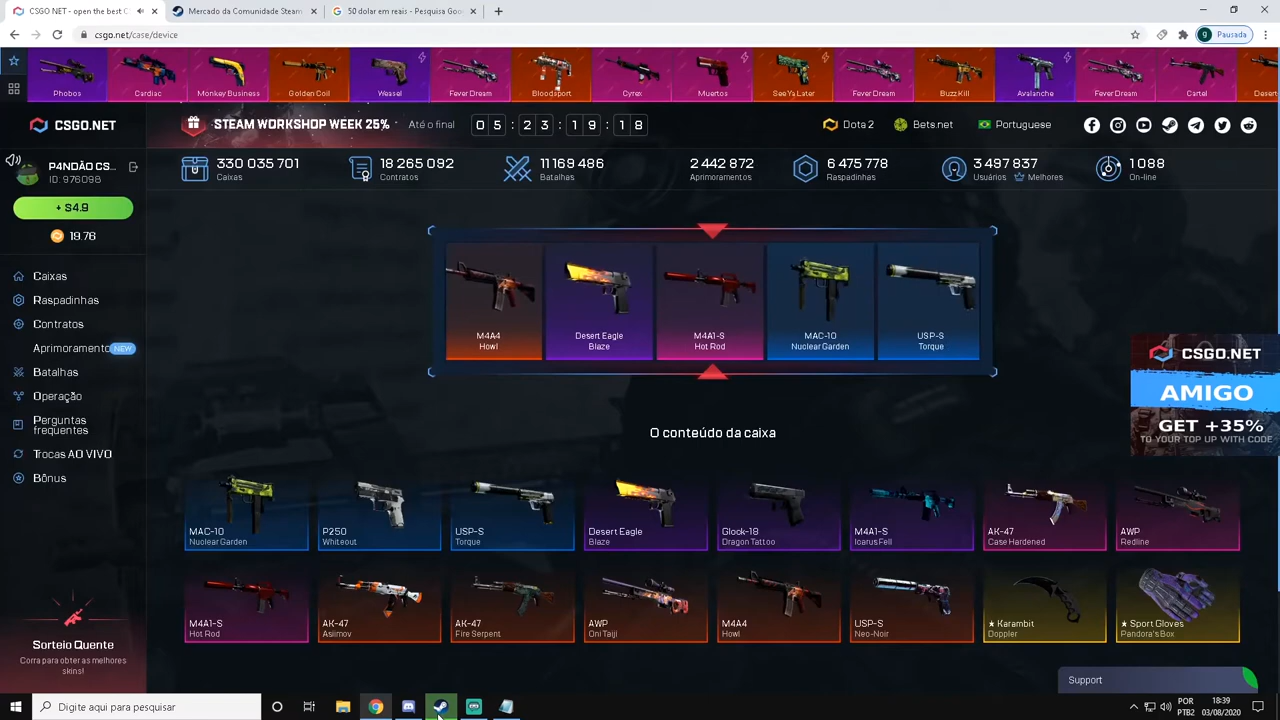 CSGO NET - open the best C
Mercado da Comunidade Steam
50 dolar em reais - Pesquisa Goo
csgo.net/case/device
g Pausada
Phobos
Cardiac
Monkey Business
Golden Coil
Weasel
Fever Dream
Bloodsport
Cyrex
Muertos
See Ya Later
Fever Dream
Buzz Kill
Avalanche
Fever Dream
Cartel
Desert
CSGO.NET
STEAM WORKSHOP WEEK 25%
Até o final
0 5 : 2 3 : 1 9 : 1 8
Dota 2
Bets.net
Portuguese
P4NDÃO CS...
ID: 976098
330 035 701
Caixas
18 265 092
Contratos
11 169 486
Batalhas
2 442 872
Aprimoramentos
6 475 778
Raspadinhas
3 497 837
Usuários
Melhores
1 088
On-line
+ $4.9
19.76
Caixas
Raspadinhas
Contratos
Aprimoramento NEW
Batalhas
Operação
Perguntas
frequentes
Trocas AO VIVO
Bônus
M4A4
Howl
Desert Eagle
Blaze
M4A1-S
Hot Rod
MAC-10
Nuclear Garden
USP-S
Torque
CSGO.NET
AMIGO
GET +35%
TO YOUR TOP UP WITH CODE
O conteúdo da caixa
MAC-10
Nuclear Garden
P250
Whiteout
USP-S
Torque
Desert Eagle
Blaze
Glock-18
Dragon Tattoo
M4A1-S
Icarus Fell
AK-47
Case Hardened
AWP
Redline
M4A1-S
Hot Rod
AK-47
Asiimov
AK-47
Fire Serpent
AWP
Oni Taiji
M4A4
Howl
USP-S
Neo-Noir
★ Karambit
Doppler
★ Sport Gloves
Pandora's Box
Sorteio Quente
Corra para obter as melhores
skins!
Support
Digite aqui para pesquisar
POR
PTB2
18:39
03/08/2020